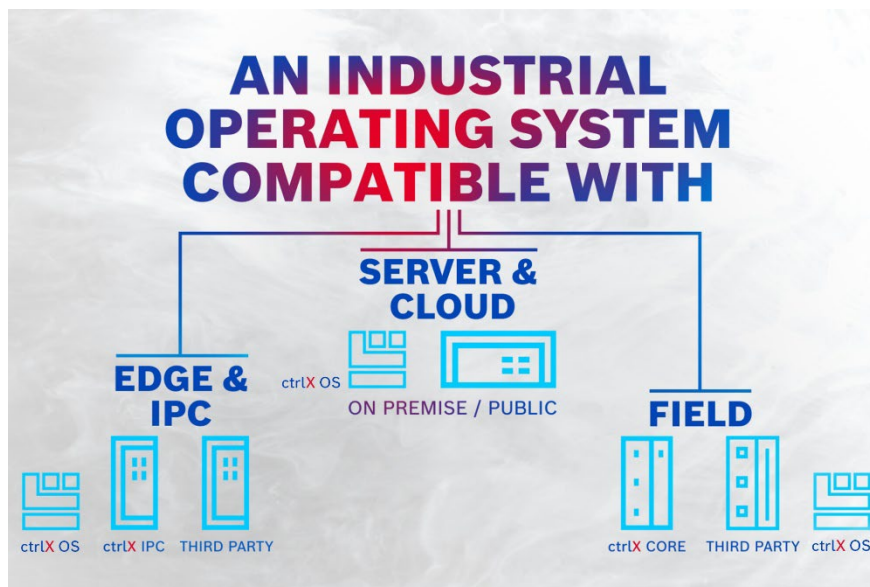 AN INDUSTRIAL
OPERATING SYSTEM
COMPATIBLE WITH
SERVER &
CLOUD
ctrlX OS
ON PREMISE / PUBLIC
EDGE &
IPC
ctrlX OS
ctrlX IPC
THIRD PARTY
FIELD
ctrlX CORE
THIRD PARTY
ctrlX OS